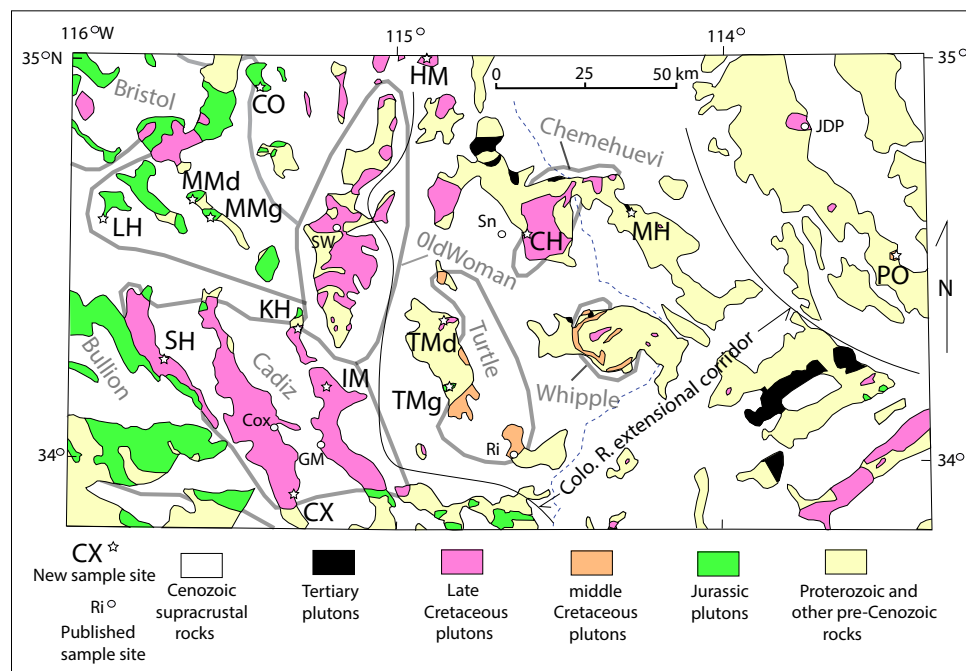 116°W
115°
114°
35°N
35°
HM
0 25 50 km
CO
Bristol
Chemehuevi
JDP
MMd
MMg
LH
Sn
SW
CH
MH
PO
0ldWoman
N
KH
SH
Cadiz
Bullion
TMd
Turtle
IM
TMg
Whipple
Colo. R. extensional corridor
Cox
GM
Ri
34°
34°
CX
CX
New sample site
Ri
Published
sample site
Cenozoic
supracrustal
rocks
Tertiary
plutons
Late
Cretaceous
plutons
middle
Cretaceous
plutons
Jurassic
plutons
Proterozoic and
other pre-Cenozoic
rocks